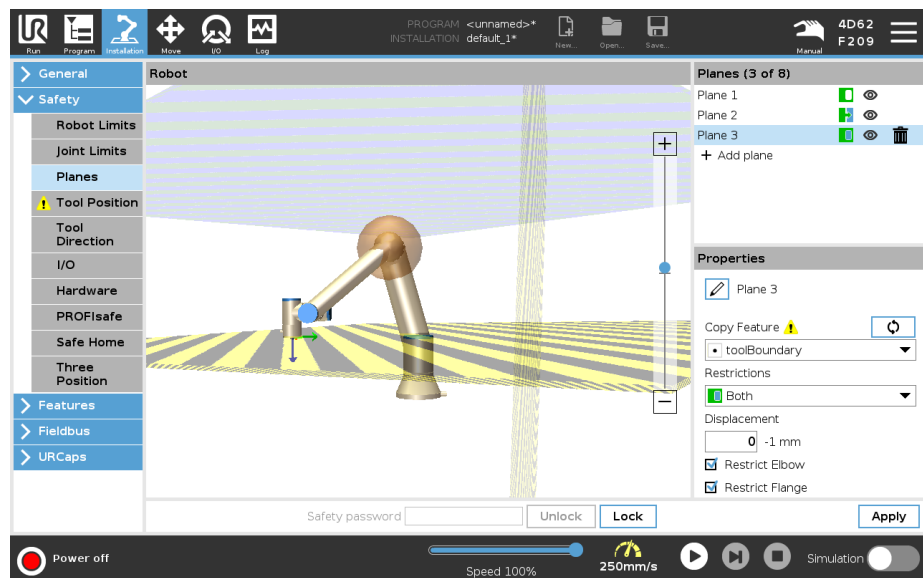 PROGRAM <unnamed>*
INSTALLATION default_1*
Run
Program
Installation
Move
I/O
Log
New...
Open...
Save...
Manual
4D62
F209
General
Safety
Robot Limits
Joint Limits
Planes
Tool Position
Tool
Direction
I/O
Hardware
PROFIsafe
Safe Home
Three
Position
Features
Fieldbus
URCaps
Robot
Planes (3 of 8)
Plane 1
Plane 2
Plane 3
+ Add plane
Properties
Plane 3
Copy Feature
toolBoundary
Restrictions
Both
Displacement
0 -1 mm
Restrict Elbow
Restrict Flange
Safety password
Unlock
Lock
Apply
Power off
Speed 100%
250mm/s
Simulation